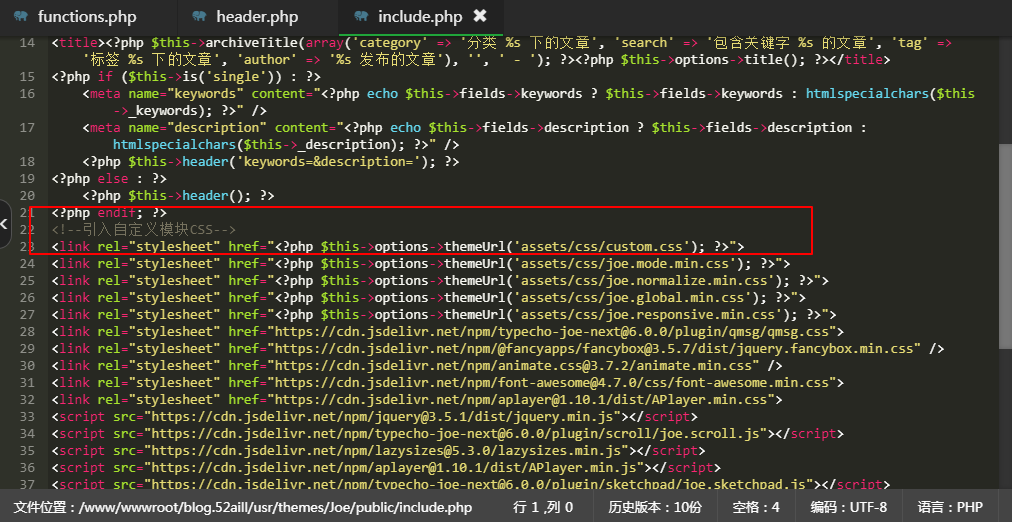 functions.php header.php include.php
14 <title><?php $this->archiveTitle(array('category' => '分类 %s 下的文章', 'search' => '包含关键字 %s 的文章', 'tag' =>
'标签 %s 下的文章', 'author' => '%s 发布的文章'), '', ' - '); ?><?php $this->options->title(); ?></title>
15 <?php if ($this->is('single')) : ?>
16 <meta name="keywords" content="<?php echo $this->fields->keywords ? $this->fields->keywords : htmlspecialchars($this
->_keywords); ?>" />
17 <meta name="description" content="<?php echo $this->fields->description ? $this->fields->description :
htmlspecialchars($this->_description); ?>" />
18 <?php $this->header('keywords=&description='); ?>
19 <?php else : ?>
20 <?php $this->header(); ?>
21 <?php endif; ?>
22 <!--引入自定义模块CSS-->
23 <link rel="stylesheet" href="<?php $this->options->themeUrl('assets/css/custom.css'); ?>">
24 <link rel="stylesheet" href="<?php $this->options->themeUrl('assets/css/joe.mode.min.css'); ?>">
25 <link rel="stylesheet" href="<?php $this->options->themeUrl('assets/css/joe.normalize.min.css'); ?>">
26 <link rel="stylesheet" href="<?php $this->options->themeUrl('assets/css/joe.global.min.css'); ?>">
27 <link rel="stylesheet" href="<?php $this->options->themeUrl('assets/css/joe.responsive.min.css'); ?>">
28 <link rel="stylesheet" href="https://cdn.jsdelivr.net/npm/typecho-joe-next@6.0.0/plugin/qmsg/qmsg.css">
29 <link rel="stylesheet" href="https://cdn.jsdelivr.net/npm/@fancyapps/fancybox@3.5.7/dist/jquery.fancybox.min.css" />
30 <link rel="stylesheet" href="https://cdn.jsdelivr.net/npm/animate.css@3.7.2/animate.min.css" />
31 <link rel="stylesheet" href="https://cdn.jsdelivr.net/npm/font-awesome@4.7.0/css/font-awesome.min.css">
32 <link rel="stylesheet" href="https://cdn.jsdelivr.net/npm/aplayer@1.10.1/dist/APlayer.min.css">
33 <script src="https://cdn.jsdelivr.net/npm/jquery@3.5.1/dist/jquery.min.js"></script>
34 <script src="https://cdn.jsdelivr.net/npm/typecho-joe-next@6.0.0/plugin/scroll/joe.scroll.js"></script>
35 <script src="https://cdn.jsdelivr.net/npm/lazysizes@5.3.0/lazysizes.min.js"></script>
36 <script src="https://cdn.jsdelivr.net/npm/aplayer@1.10.1/dist/APlayer.min.js"></script>
37 <script src="https://cdn.jsdelivr.net/npm/typecho-joe-next@6.0.0/plugin/sketchpad/joe.sketchpad.js"></script>
文件位置：/www/wwwroot/blog.52aill/usr/themes/Joe/public/include.php 行 1 ,列 0 历史版本：10份 空格：4 编码：UTF-8 语言：PHP